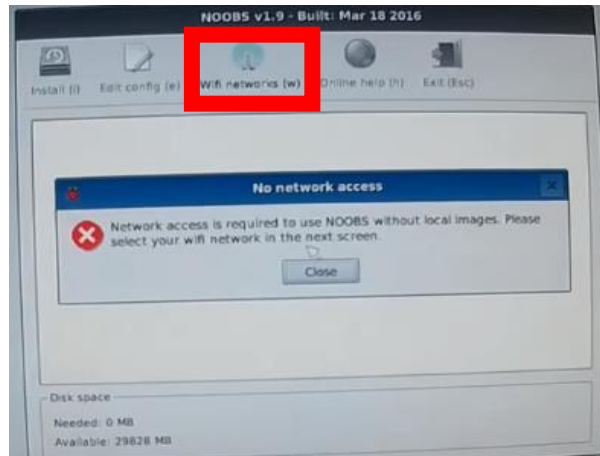 NOOBS v1.9 - Built: Mar 18 2016
Install (i) Edit config (e) Wifi networks (w) Online help (h) Exit (Esc)
No network access
Network access is required to use NOOBS without local images. Please
select your wifi network in the next screen.
Close
Disk space
Needed: 0 MB
Available: 29828 MB